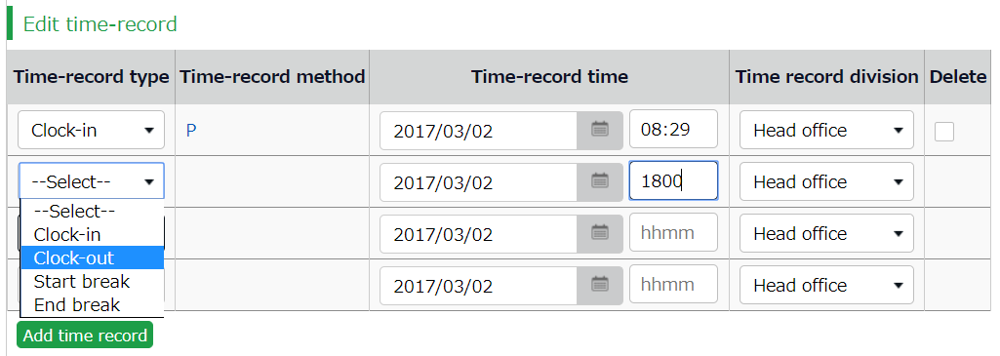 Edit time-record
Time-record type Time-record method Time-record time Time record division Delete
Clock-in P 2017/03/02 08:29 Head office
--Select-- 2017/03/02 1800 Head office
--Select--
Clock-in 2017/03/02 hhmm Head office
Clock-out
Start break 2017/03/02 hhmm Head office
End break
Add time record